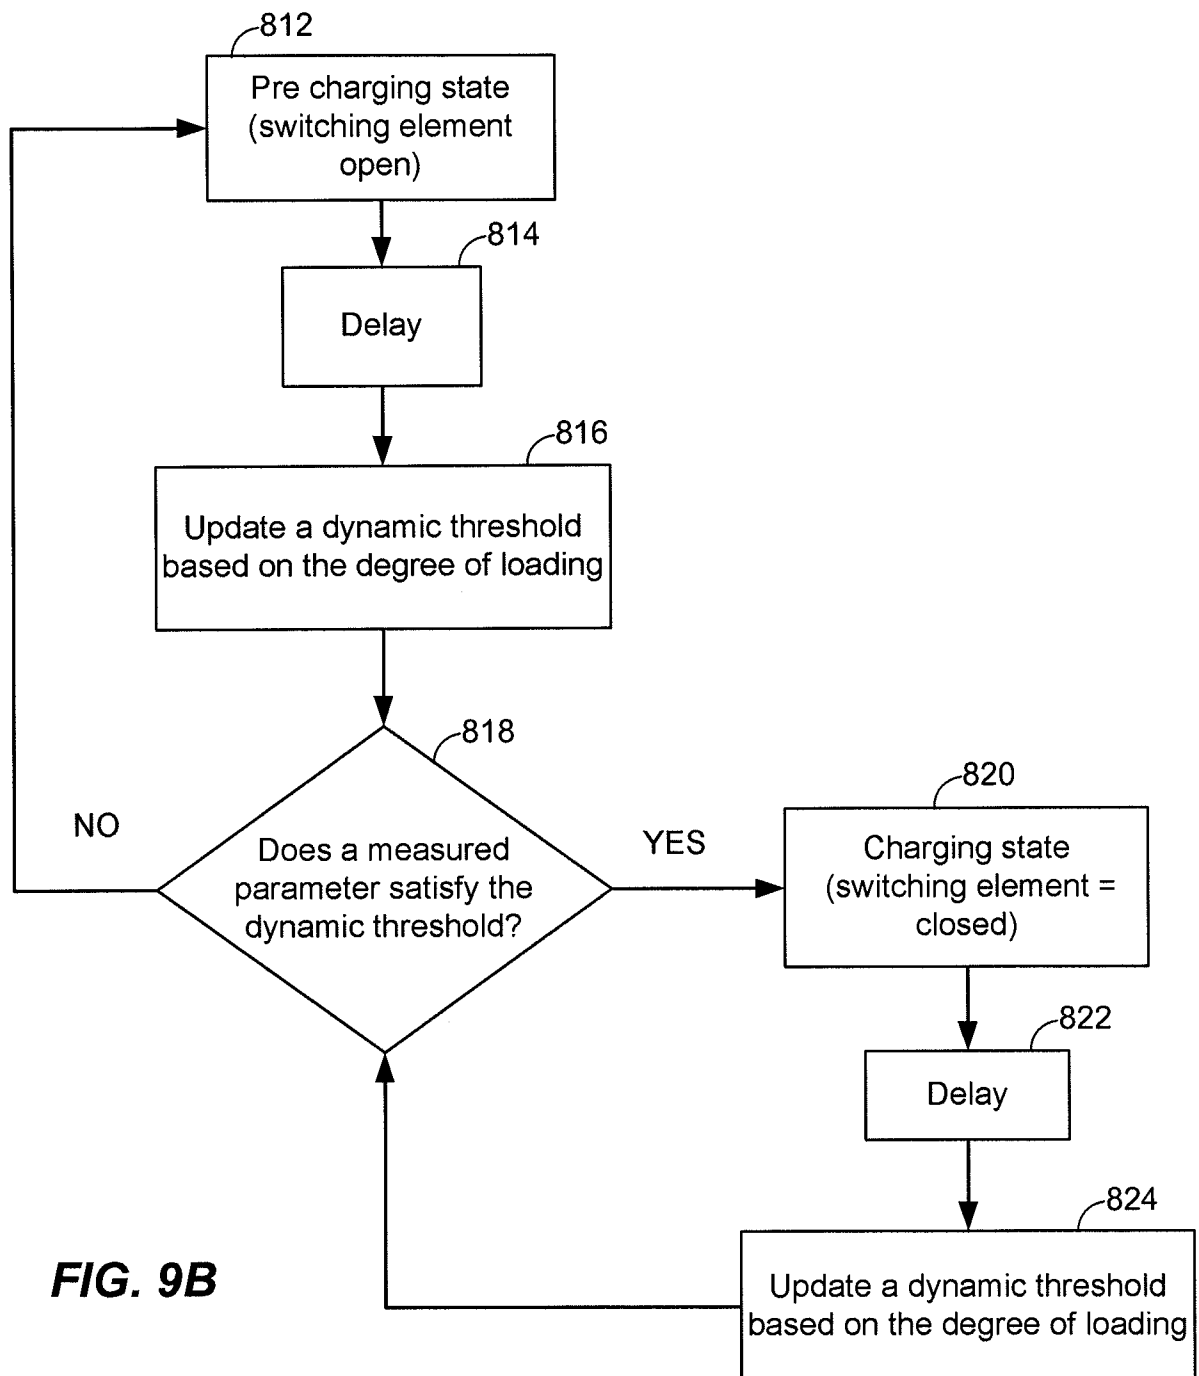 812
Pre charging state
(switching element
open)
814
Delay
816
Update a dynamic threshold
based on the degree of loading
818
NO
Does a measured
parameter satisfy the
dynamic threshold?
YES
820
Charging state
(switching element =
closed)
822
Delay
824
Update a dynamic threshold
based on the degree of loading
FIG. 9B